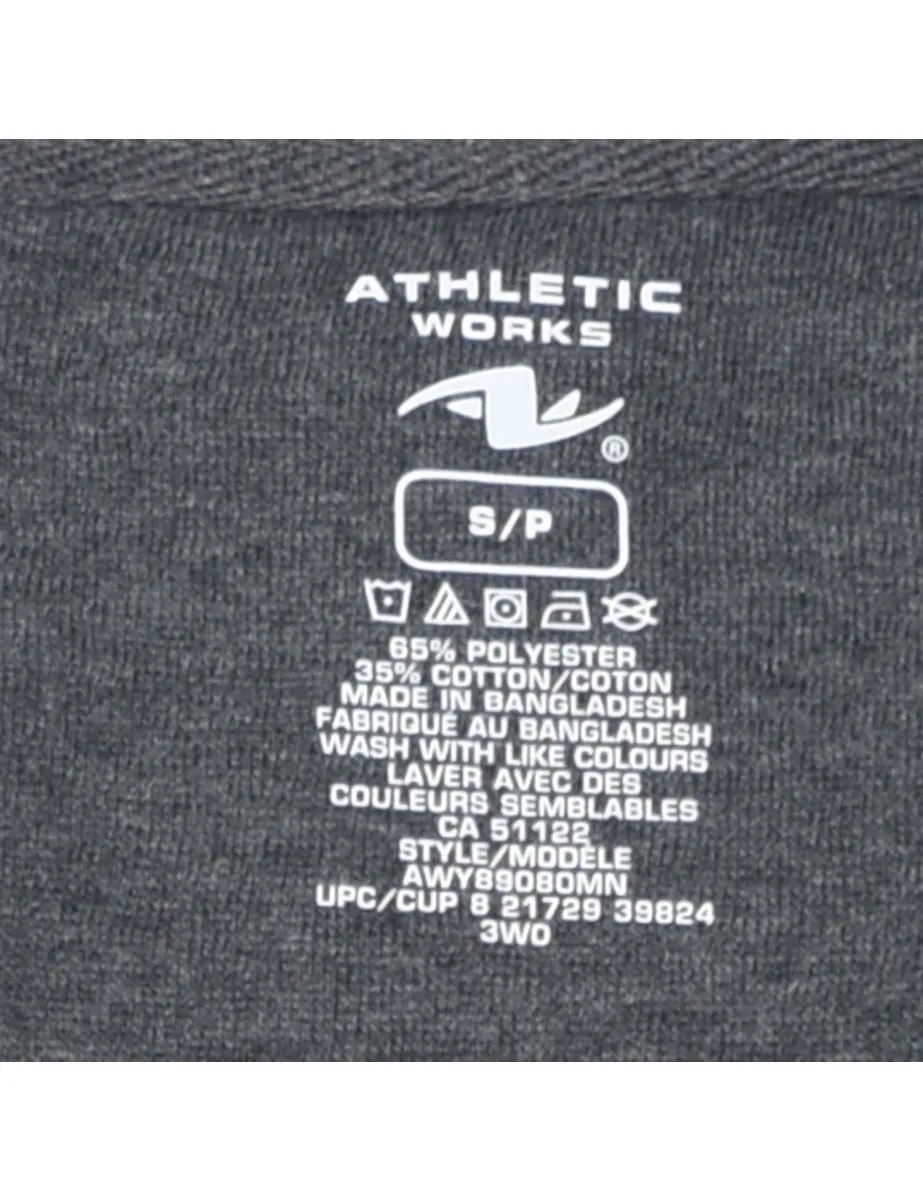 ATHLETIC
WORKS
®
S/P
65% POLYESTER
35% COTTON/COTON
MADE IN BANGLADESH
FABRIQUÉ AU BANGLADESH
WASH WITH LIKE COLOURS
LAVER AVEC DES
COULEURS SEMBLABLES
CA 51122
STYLE/MODÈLE
AWY89080MN
UPC/CUP 8 21729 39824
3W0